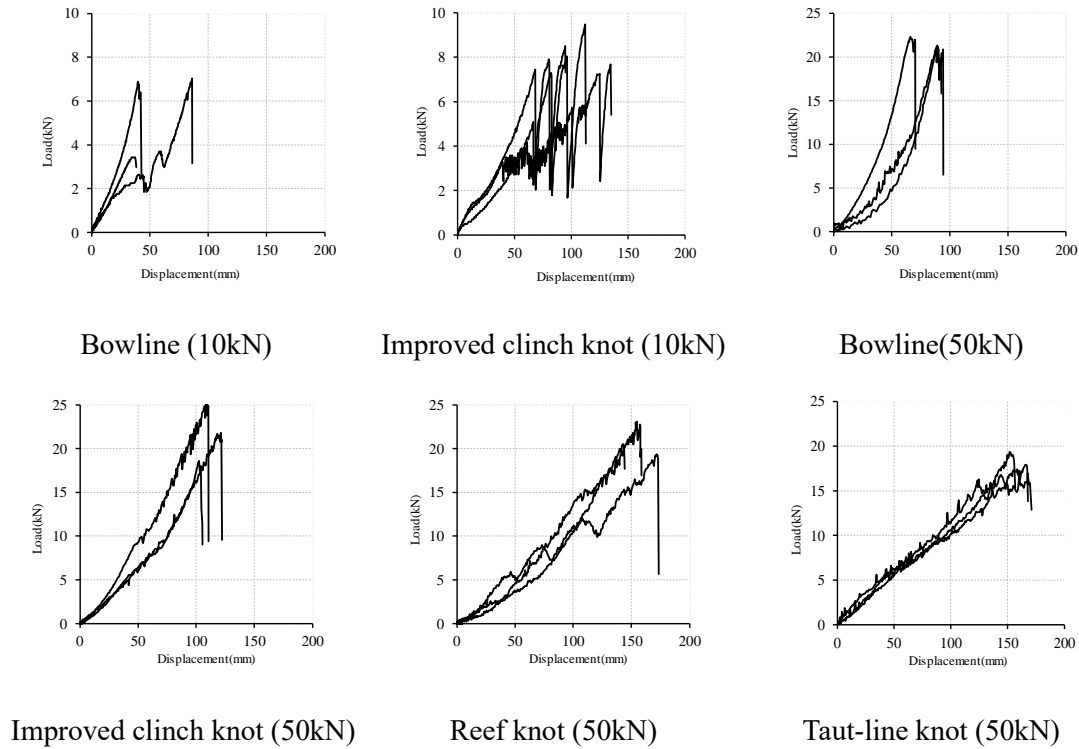 10
8
6
4
2
0
Load(kN)
0 50 100 150 200
Displacement(mm)
Bowline (10kN)
10
8
6
4
2
0
Load(kN)
0 50 100 150 200
Displacement(mm)
Improved clinch knot (10kN)
25
20
15
10
5
0
Load(kN)
0 50 100 150 200
Displacement(mm)
Bowline(50kN)
25
20
15
10
5
0
Load(kN)
0 50 100 150 200
Displacement(mm)
Improved clinch knot (50kN)
25
20
15
10
5
0
Load(kN)
0 50 100 150 200
Displacement(mm)
Reef knot (50kN)
25
20
15
10
5
0
Load(kN)
0 50 100 150 200
Displacement(mm)
Taut-line knot (50kN)